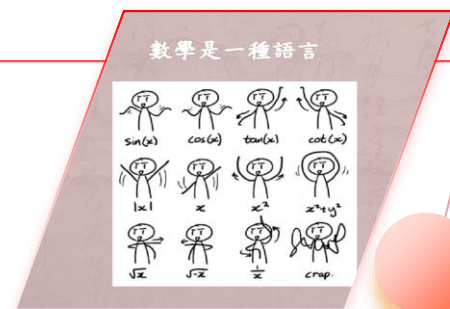 數學是一種語言
sin(x) cos(x) tan(x) cot(x)
|x| x x² x²+y²
√x √-x 1/x crap.